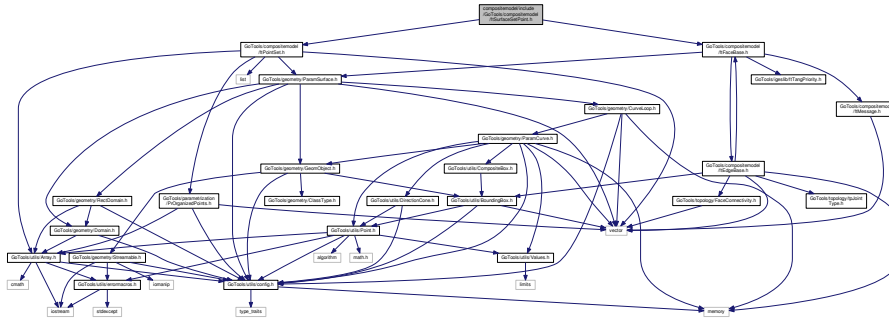 compositemodel/include
/GoTools/compositemodel
/ftSurfaceSetPoint.h
GoTools/compositemodel
/ftPointSet.h
GoTools/compositemodel
/ftFaceBase.h
list
GoTools/geometry/ParamSurface.h
GoTools/igeslib/ftTangPriority.h
GoTools/compositemodel
/ftMessage.h
GoTools/geometry/CurveLoop.h
GoTools/geometry/ParamCurve.h
GoTools/geometry/GeomObject.h
GoTools/utils/CompositeBox.h
GoTools/compositemodel
/ftEdgeBase.h
GoTools/geometry/RectDomain.h
GoTools/parametrization
/PrOrganizedPoints.h
GoTools/geometry/ClassType.h
GoTools/utils/DirectionCone.h
GoTools/utils/BoundingBox.h
GoTools/topology/FaceConnectivity.h
GoTools/topology/tpJoint
Type.h
GoTools/geometry/Domain.h
GoTools/utils/Point.h
vector
GoTools/utils/Array.h
GoTools/geometry/Streamable.h
algorithm
math.h
GoTools/utils/Values.h
cmath
GoTools/utils/errormacros.h
iomanip
GoTools/utils/config.h
limits
iostream
stdexcept
type_traits
memory